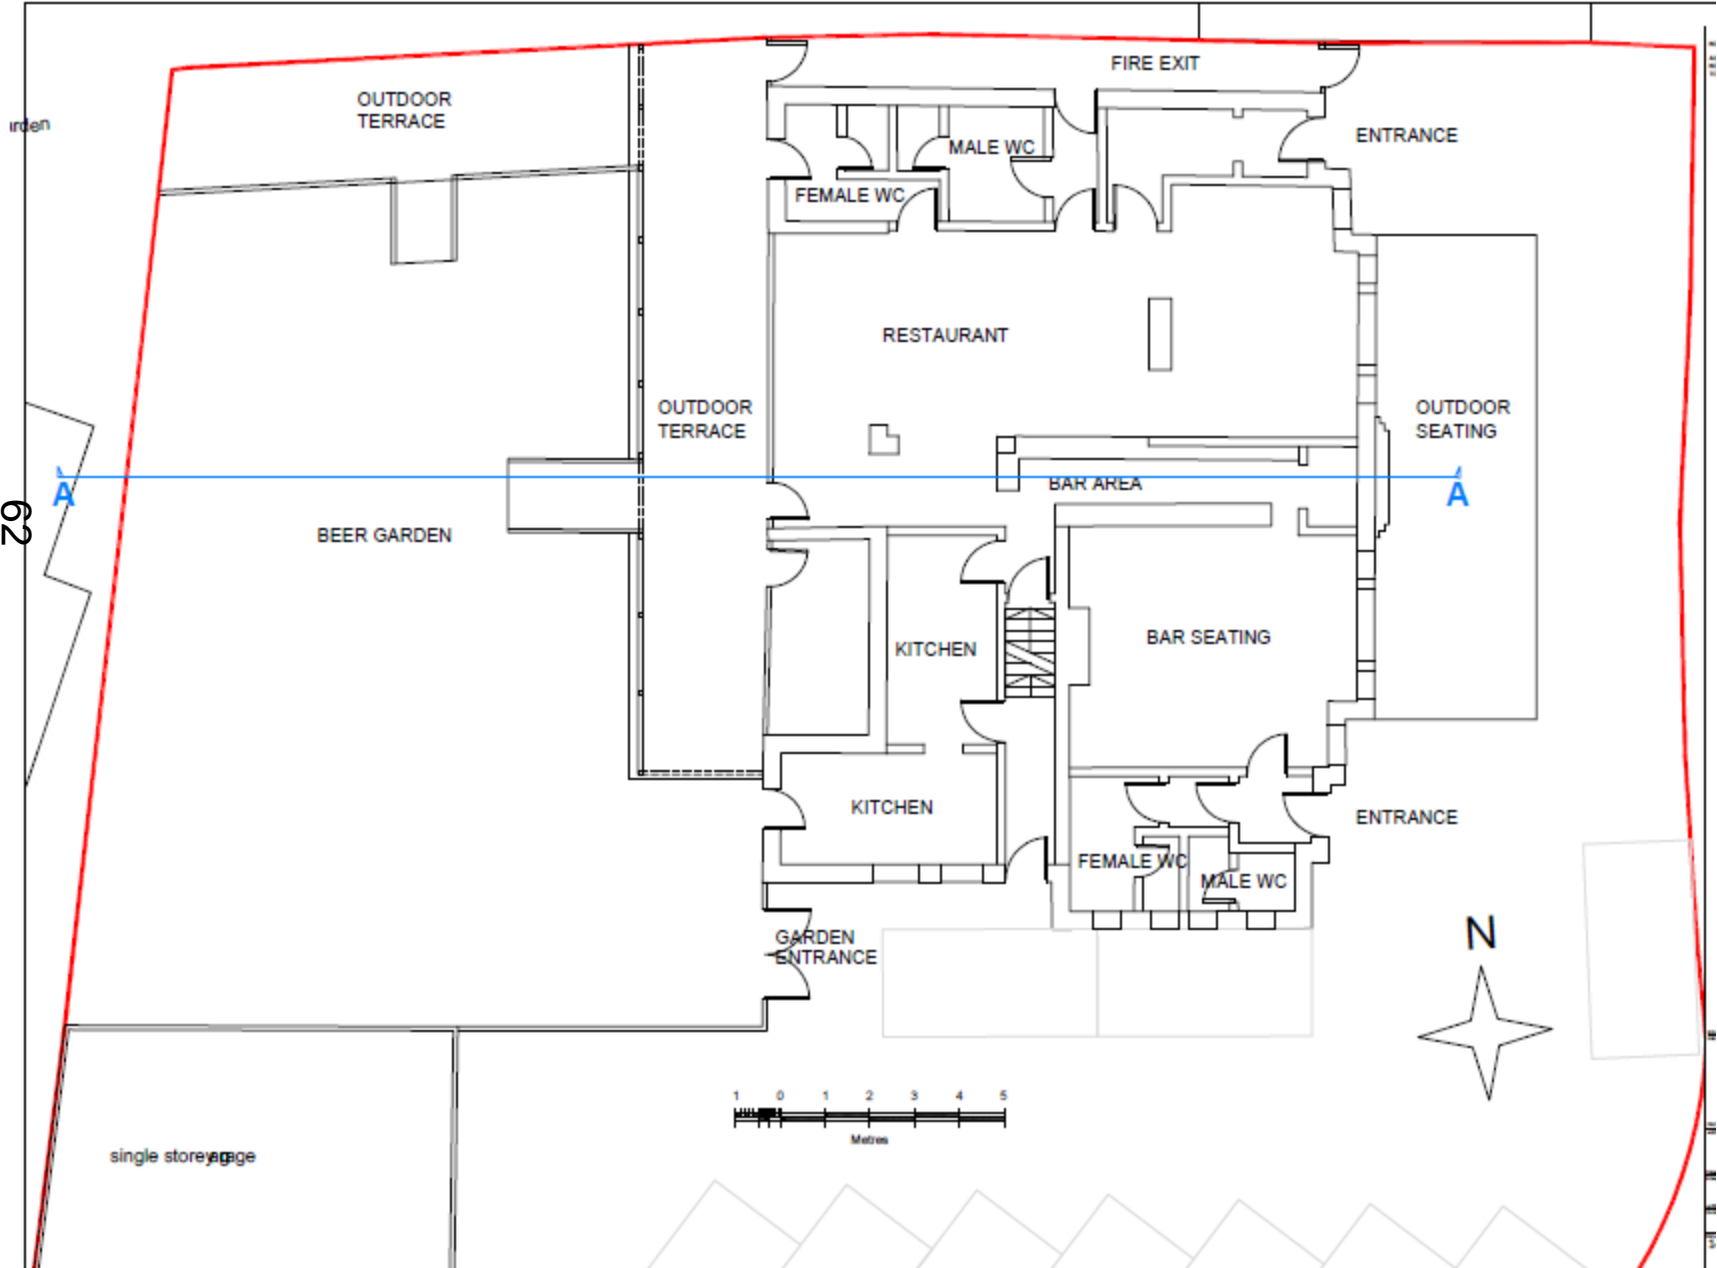 FIRE EXIT
OUTDOOR
TERRACE
ENTRANCE
MALE WC
FEMALE WC
RESTAURANT
OUTDOOR
TERRACE
OUTDOOR
SEATING
A
BAR AREA
A
62
BEER GARDEN
BAR SEATING
KITCHEN
KITCHEN
ENTRANCE
FEMALE WC
MALE WC
GARDEN
ENTRANCE
N
1 0 1 2 3 4 5
Metres
single storey